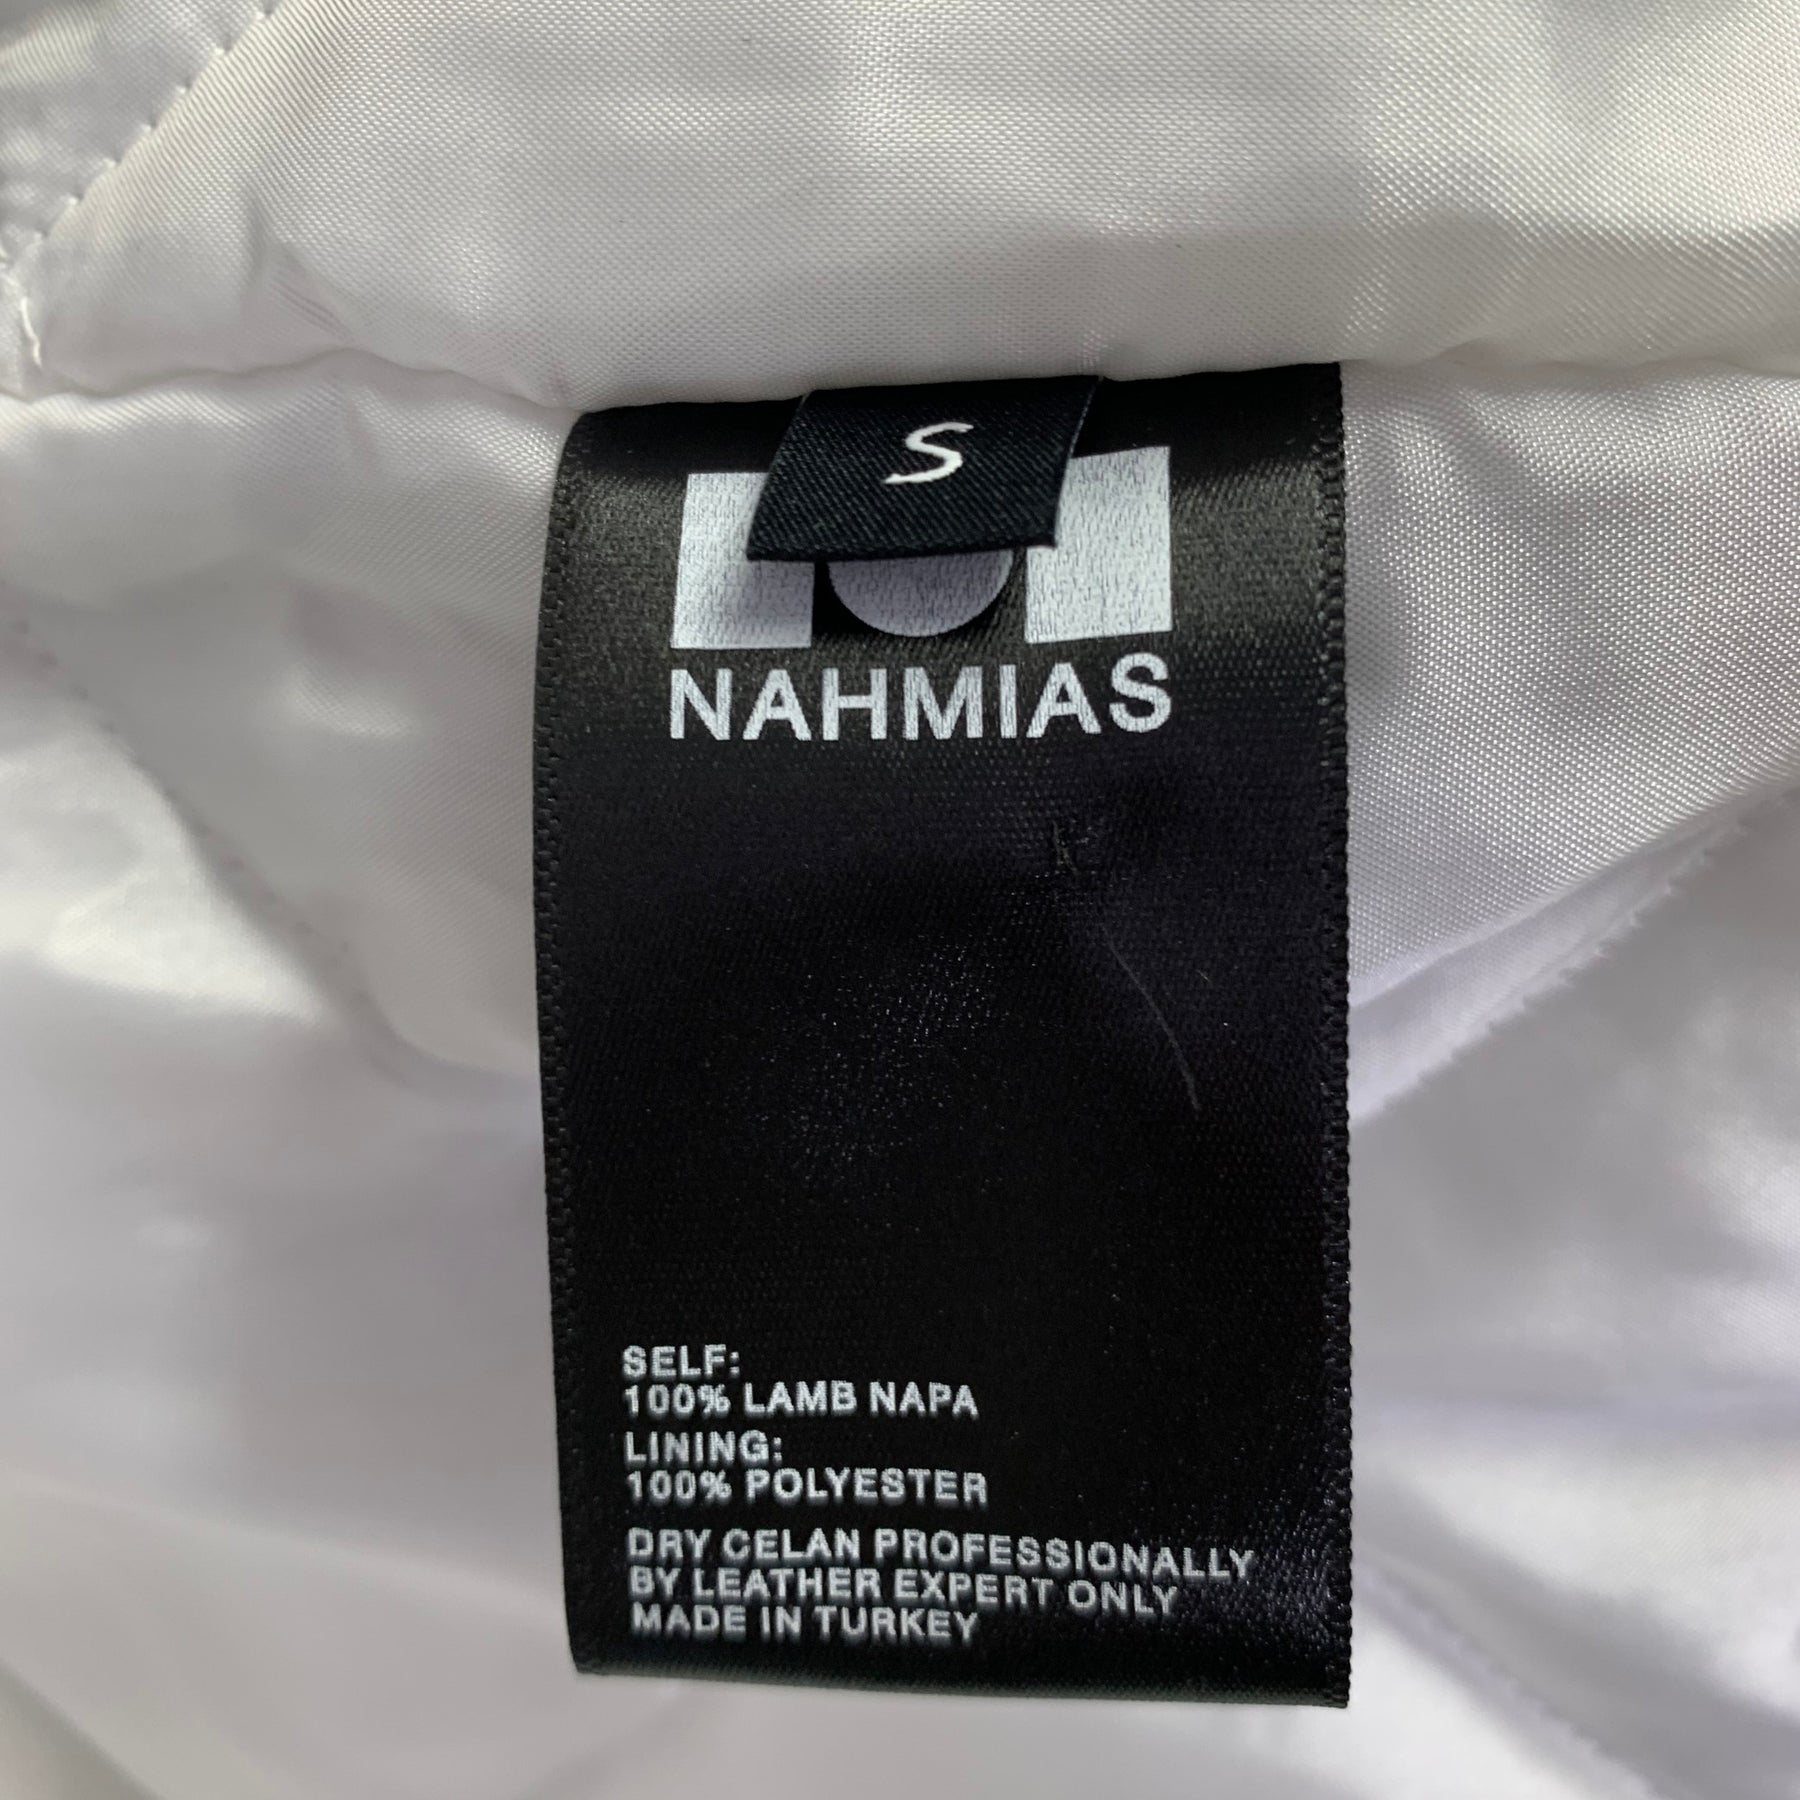 S
NAHMIAS
SELF:
100% LAMB NAPA
LINING:
100% POLYESTER
DRY CELAN PROFESSIONALLY
BY LEATHER EXPERT ONLY
MADE IN TURKEY